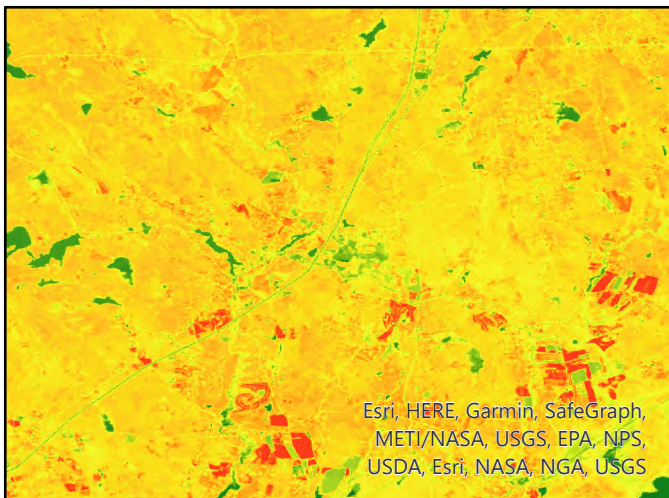 Esri, HERE, Garmin, SafeGraph,
METI/NASA, USGS, EPA, NPS,
USDA, Esri, NASA, NGA, USGS